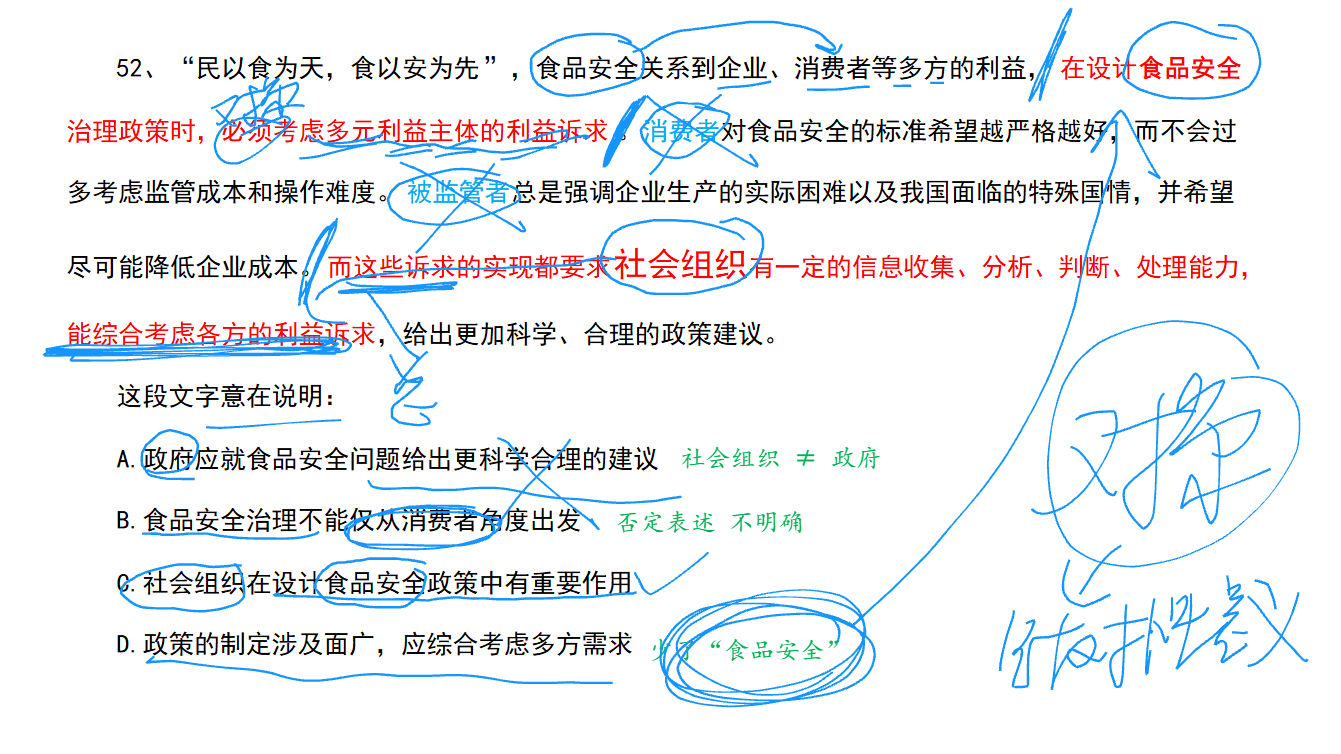 52、“民以食为天，食以安为先”，食品安全关系到企业、消费者等多方的利益，在设计食品安全
治理政策时，必须考虑多元利益主体的利益诉求。消费者对食品安全的标准希望越严格越好，而不会过
多考虑监管成本和操作难度。被监管者总是强调企业生产的实际困难以及我国面临的特殊国情，并希望
尽可能降低企业成本。而这些诉求的实现都要求社会组织有一定的信息收集、分析、判断、处理能力，
能综合考虑各方的利益诉求，给出更加科学、合理的政策建议。
这段文字意在说明：
A.政府应就食品安全问题给出更科学合理的建议 社会组织 ≠ 政府
B.食品安全治理不能仅从消费者角度出发 否定表述 不明确
C.社会组织在设计食品安全政策中有重要作用
D.政策的制定涉及面广，应综合考虑多方需求 少了“食品安全”
对策